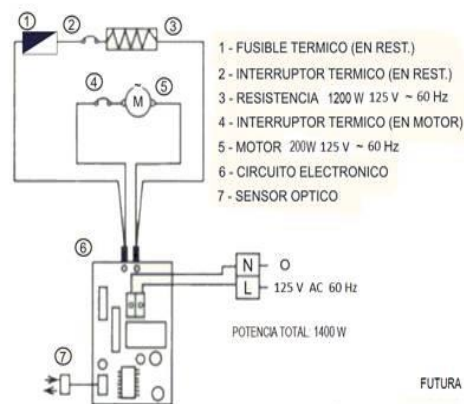 1 2 3
1 - FUSIBLE TERMICO (EN REST.)
2 - INTERRUPTOR TERMICO (EN REST.)
3 - RESISTENCIA 1200 W 125 V ~ 60 Hz
4 - INTERRUPTOR TERMICO (EN MOTOR)
5 - MOTOR 200W 125 V ~ 60 Hz
6 - CIRCUITO ELECTRONICO
7 - SENSOR OPTICO
4 ~ M 5
6
N - O
L - 125 V AC 60 Hz
POTENCIA TOTAL: 1400 W
7
FUTURA